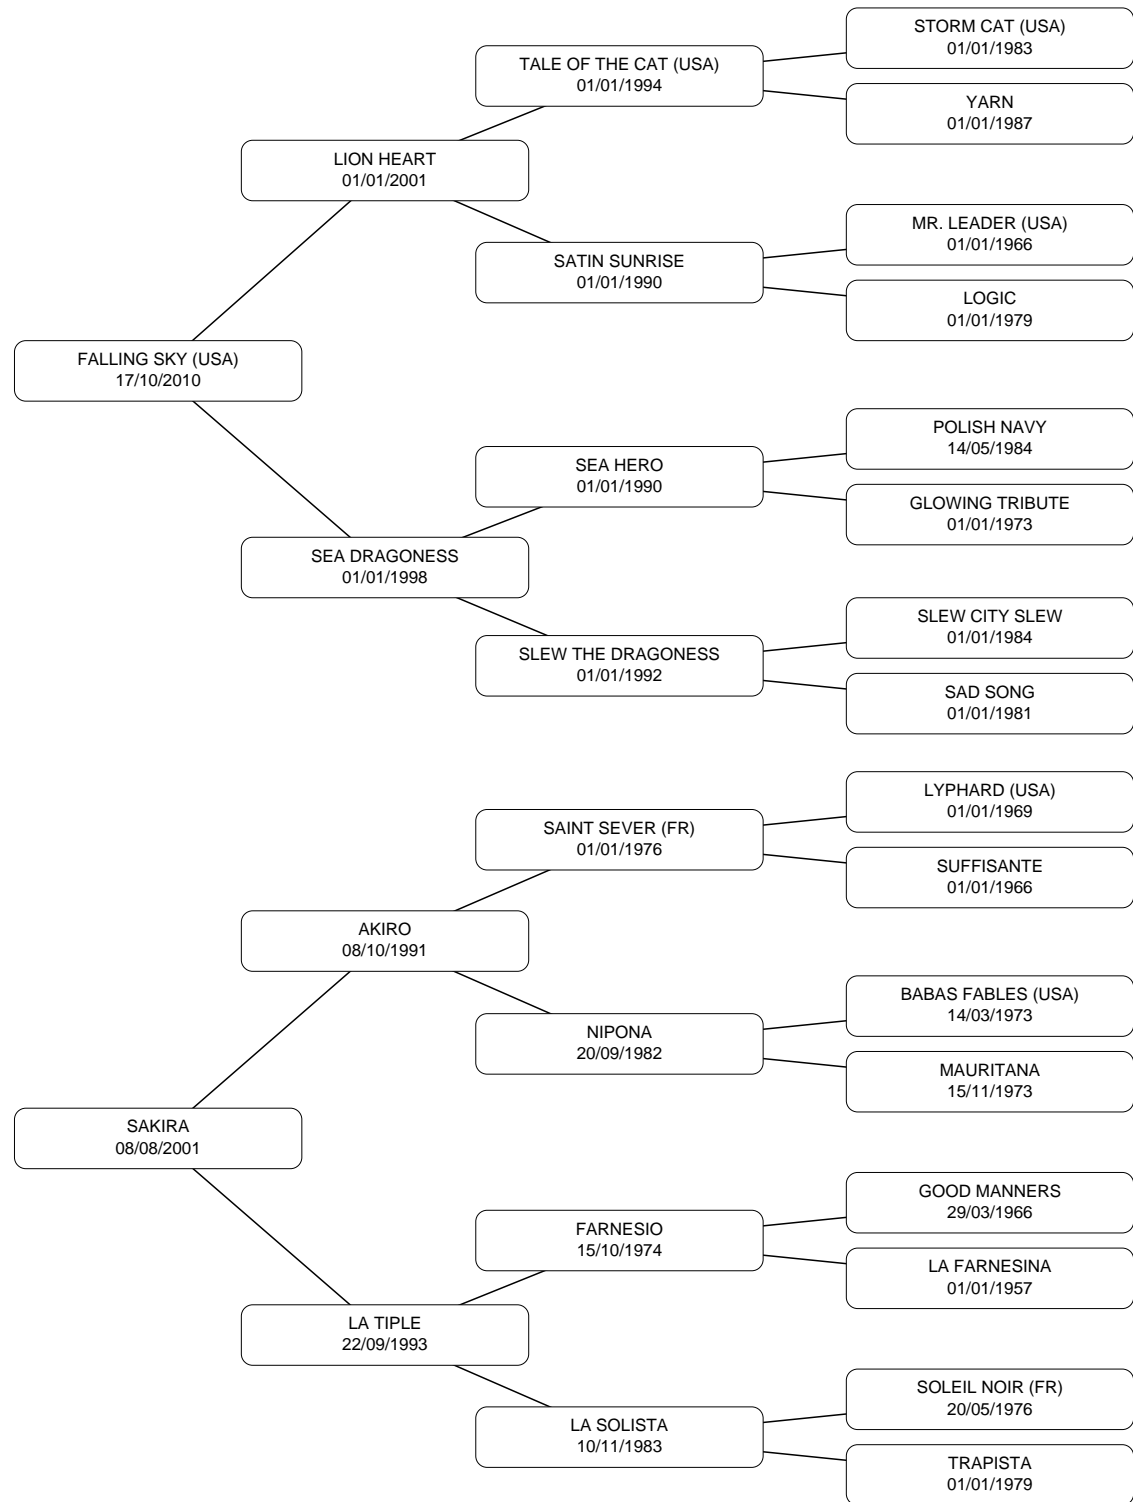 STORM CAT (USA)
01/01/1983
TALE OF THE CAT (USA)
01/01/1994
YARN
01/01/1987
LION HEART
01/01/2001
MR. LEADER (USA)
01/01/1966
SATIN SUNRISE
01/01/1990
LOGIC
01/01/1979
FALLING SKY (USA)
17/10/2010
POLISH NAVY
14/05/1984
SEA HERO
01/01/1990
GLOWING TRIBUTE
01/01/1973
SEA DRAGONESS
01/01/1998
SLEW CITY SLEW
01/01/1984
SLEW THE DRAGONESS
01/01/1992
SAD SONG
01/01/1981
LYPHARD (USA)
01/01/1969
SAINT SEVER (FR)
01/01/1976
SUFFISANTE
01/01/1966
AKIRO
08/10/1991
BABAS FABLES (USA)
14/03/1973
NIPONA
20/09/1982
MAURITANA
15/11/1973
SAKIRA
08/08/2001
GOOD MANNERS
29/03/1966
FARNESIO
15/10/1974
LA FARNESINA
01/01/1957
LA TIPLE
22/09/1993
SOLEIL NOIR (FR)
20/05/1976
LA SOLISTA
10/11/1983
TRAPISTA
01/01/1979